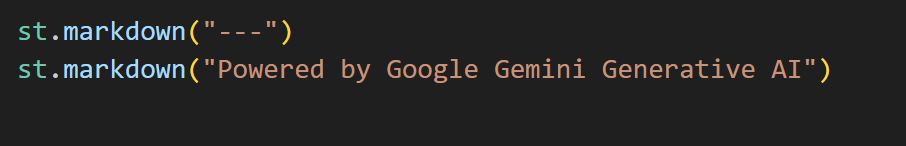 st.markdown("---")
st.markdown("Powered by Google Gemini Generative AI")